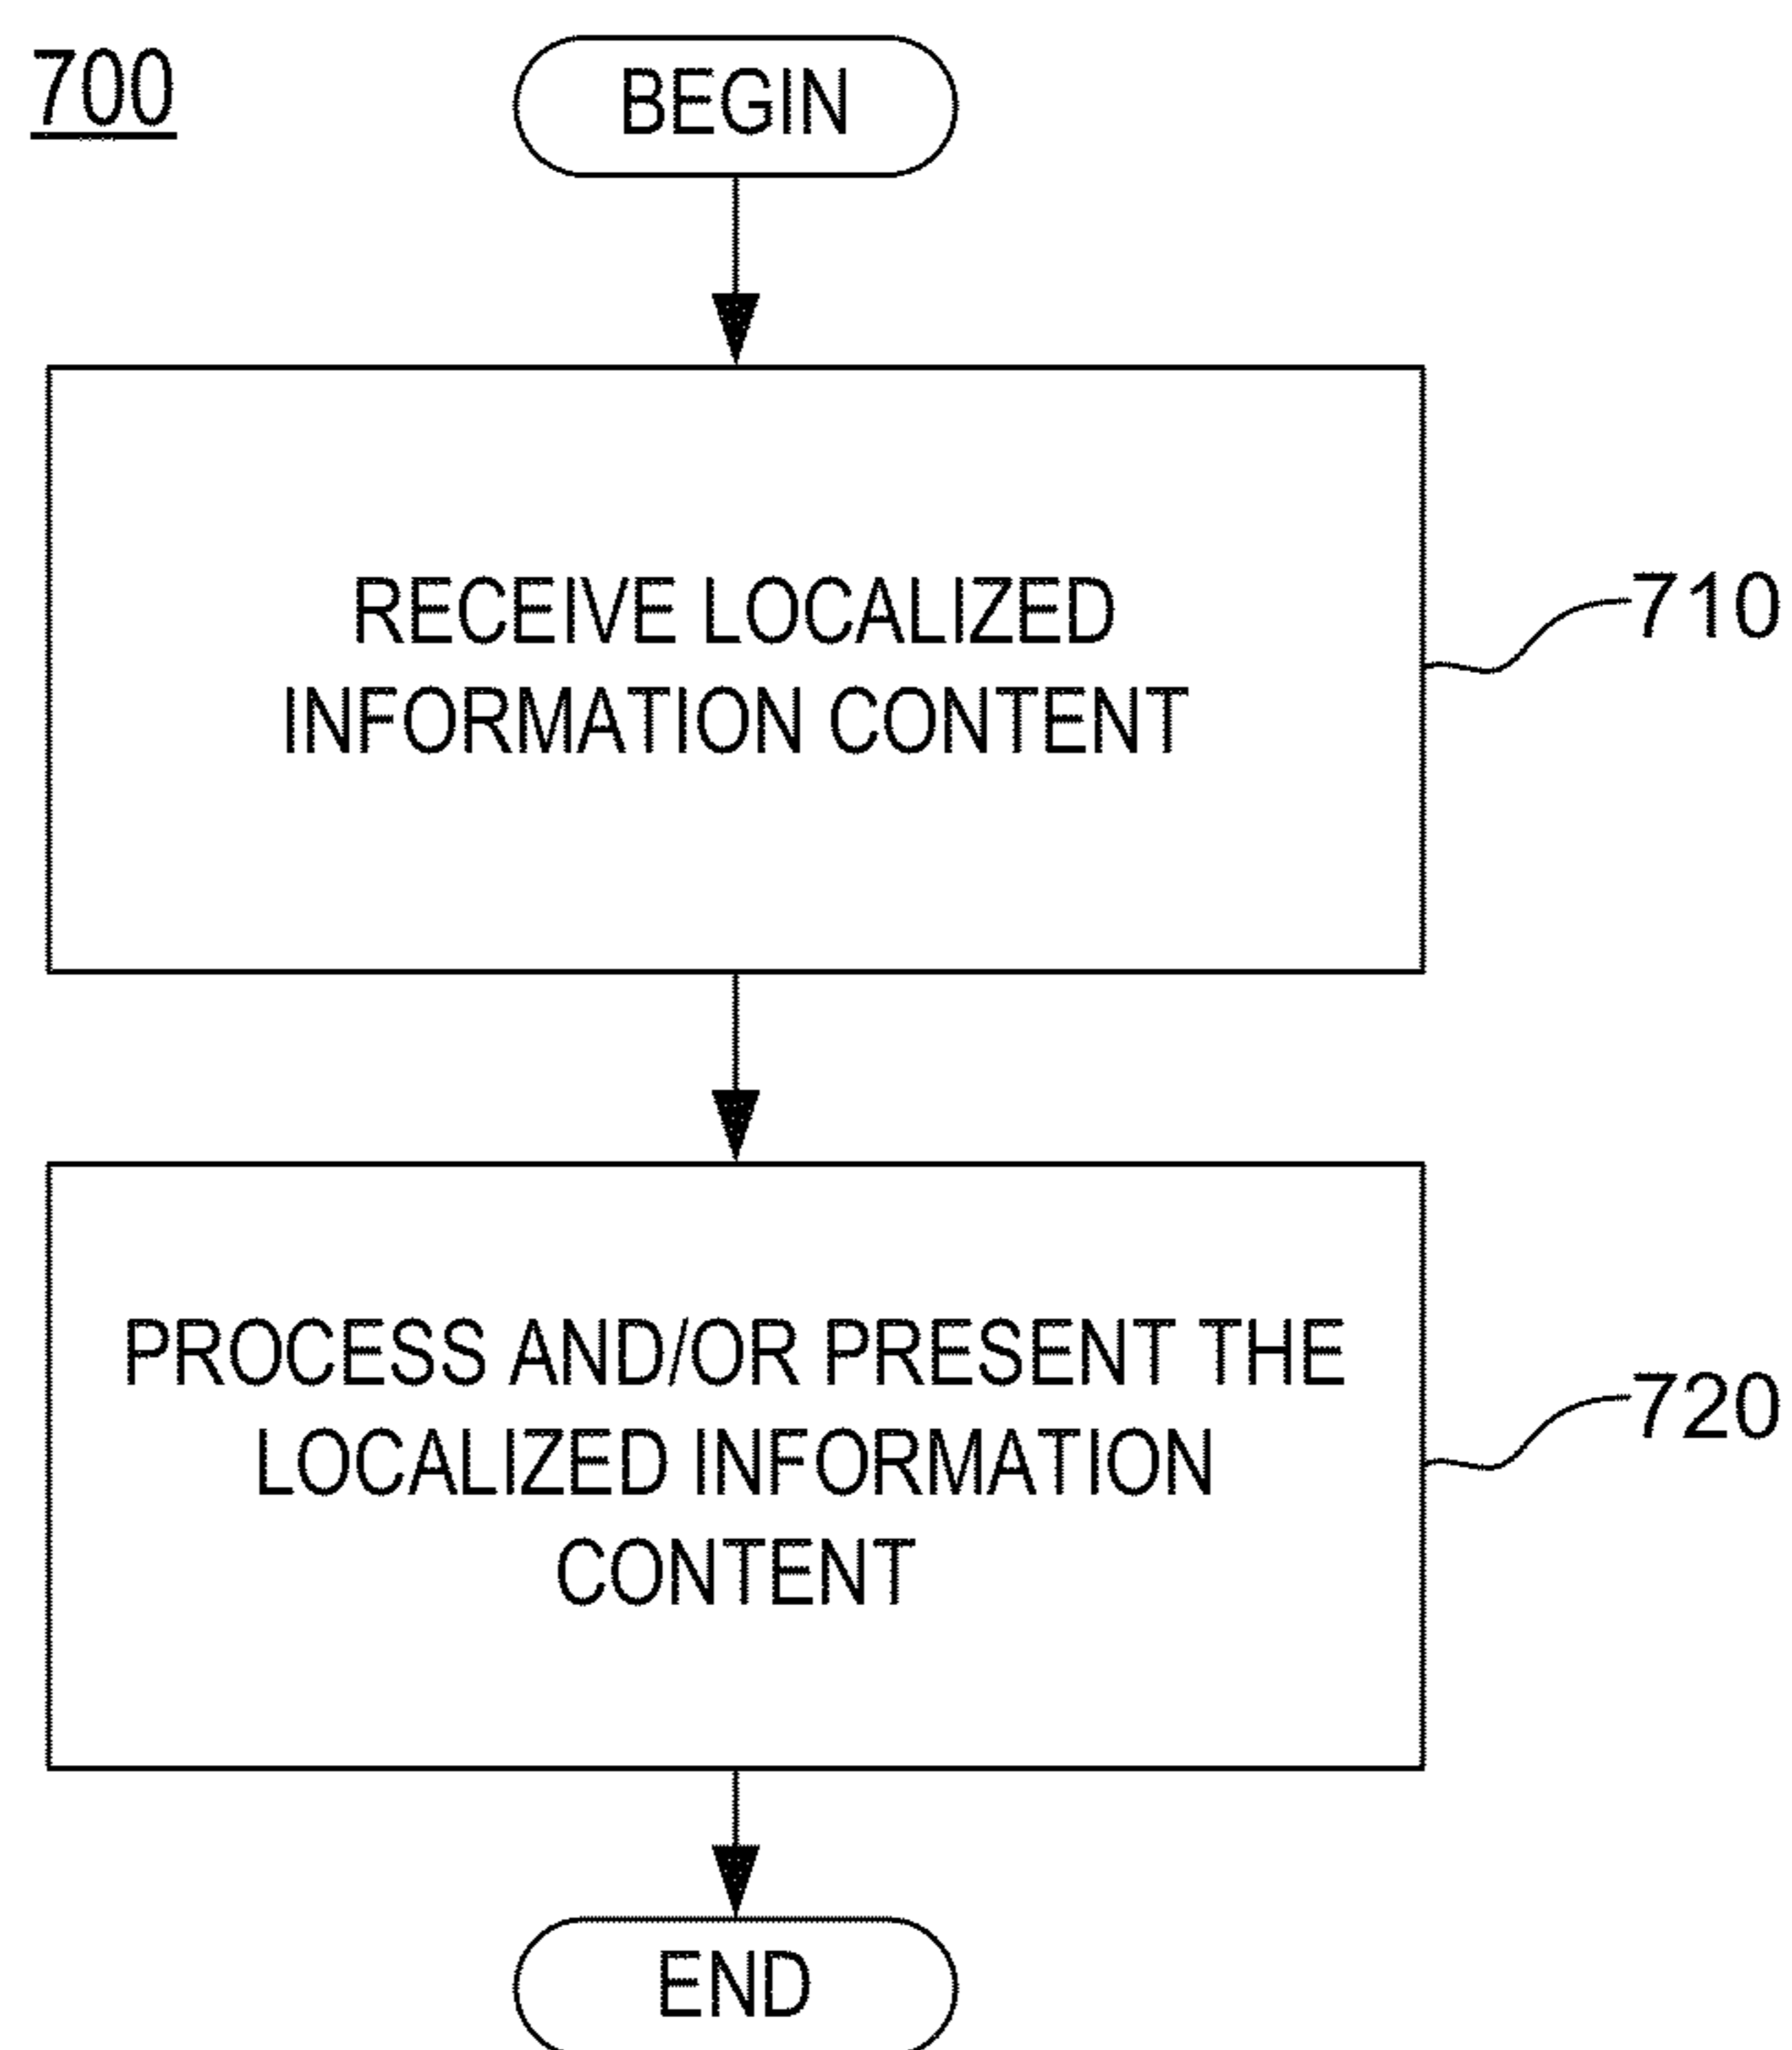 700
BEGIN
RECEIVE LOCALIZED
INFORMATION CONTENT
710
PROCESS AND/OR PRESENT THE
LOCALIZED INFORMATION
CONTENT
720
END